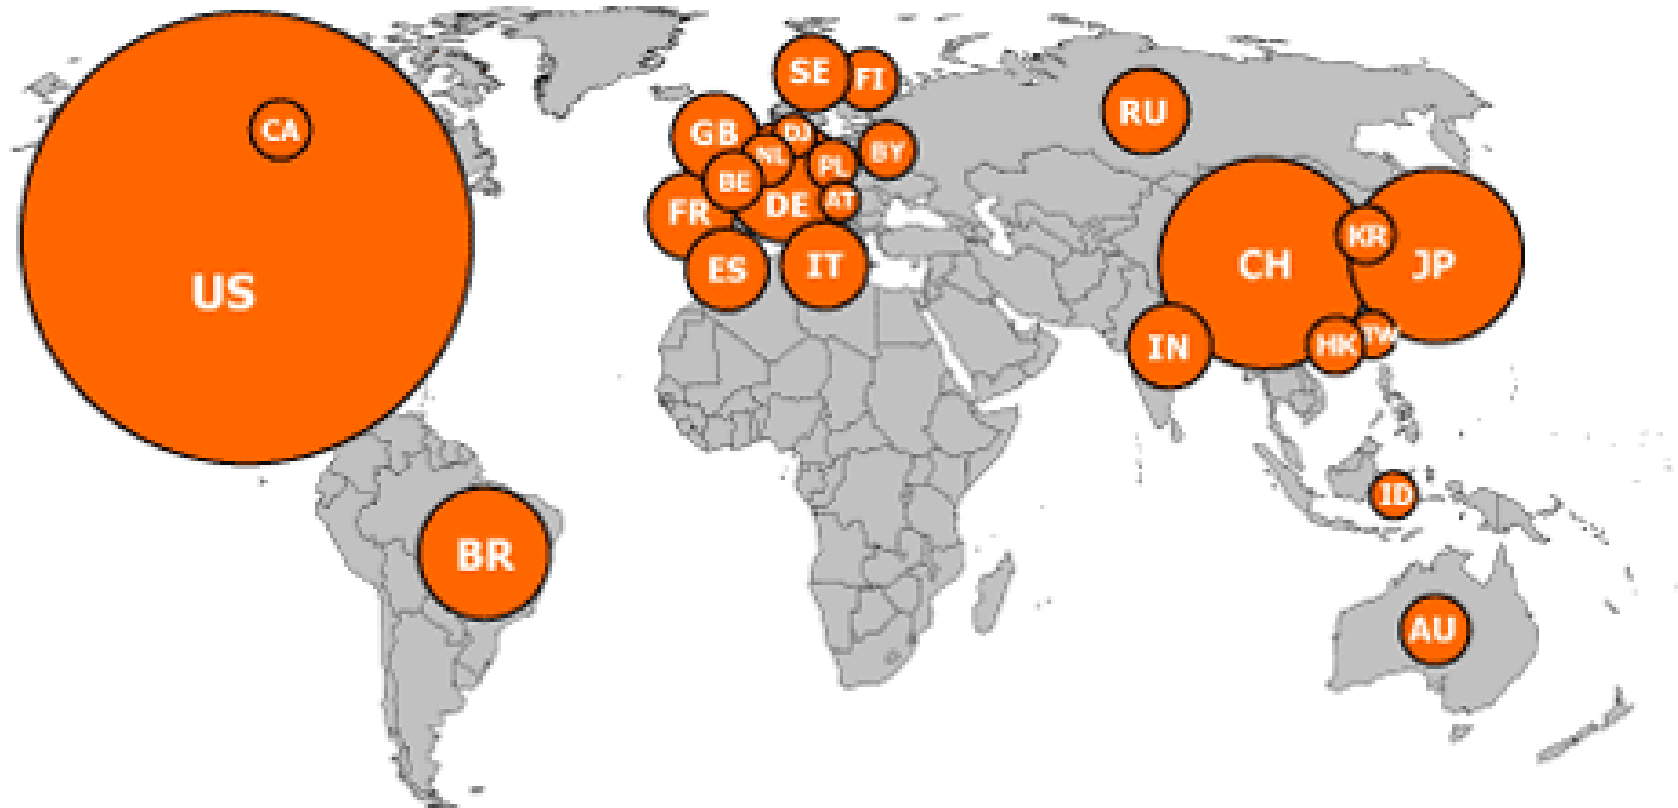 SE
FI
CA
GB
DJ
RU
NL
BY
PL
BE
AT
FR
DE
KR
US
ES
IT
CH
JP
IN
HK
TW
ID
BR
AU